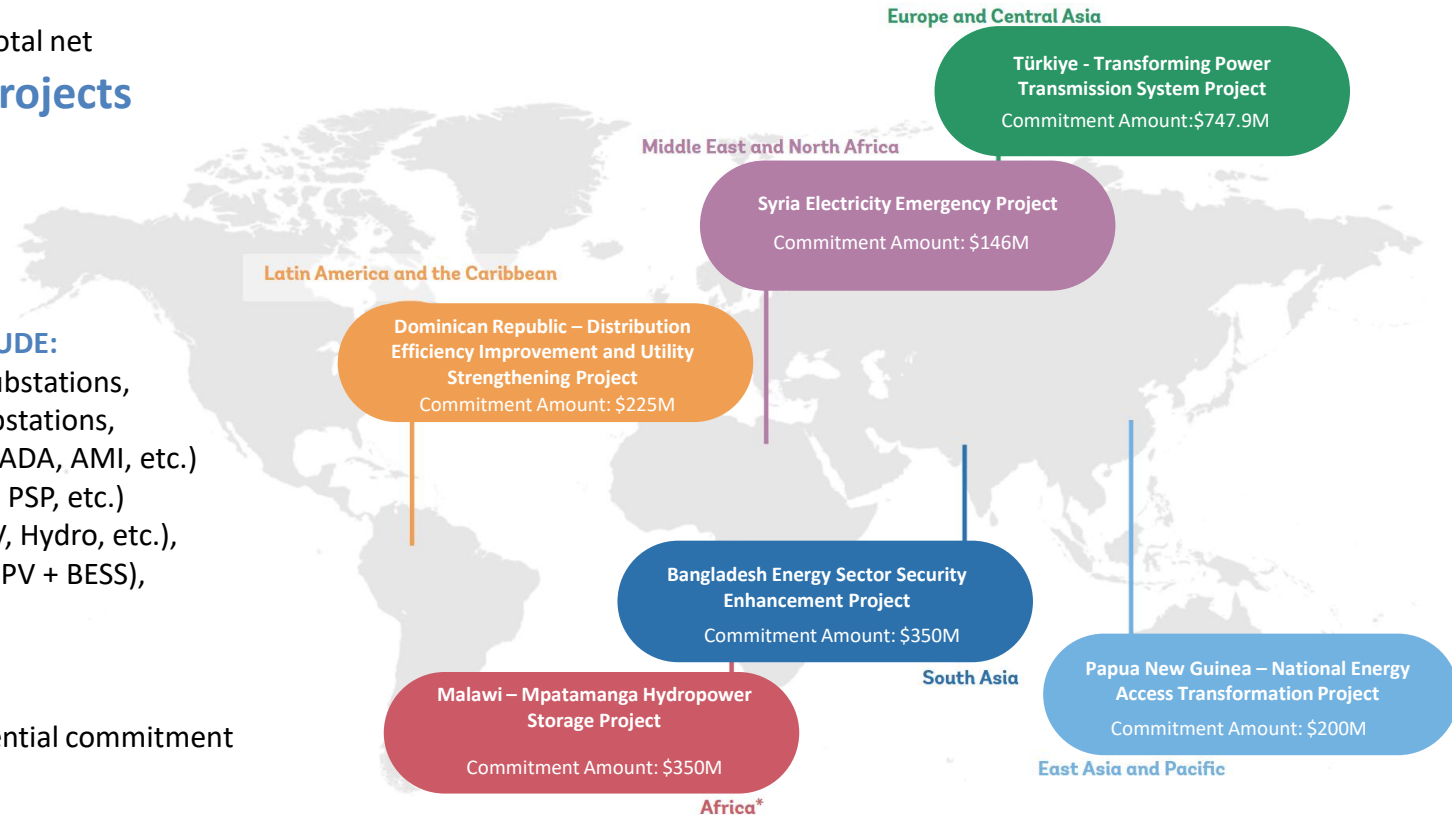 otal net
rojects
UDE:
ubstations,
bstations,
ADA, AMI, etc.)
PSP, etc.)
V, Hydro, etc.),
PV + BESS),
ential commitment
Europe and Central Asia
Türkiye - Transforming Power
Transmission System Project
Commitment Amount:$747.9M
Middle East and North Africa
Syria Electricity Emergency Project
Commitment Amount: $146M
Latin America and the Caribbean
Dominican Republic – Distribution
Efficiency Improvement and Utility
Strengthening Project
Commitment Amount: $225M
Bangladesh Energy Sector Security
Enhancement Project
Commitment Amount: $350M
South Asia
Malawi – Mpatamanga Hydropower
Storage Project
Commitment Amount: $350M
Africa*
Papua New Guinea – National Energy
Access Transformation Project
Commitment Amount: $200M
East Asia and Pacific